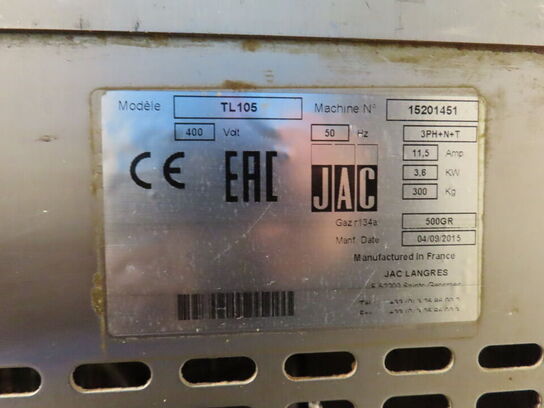 Modèle TL105 Machine N° 15201451
400 Volt 50 Hz 3PH+N+T
11,5 Amp
3,6 KW
300 Kg
CE EAC JAC
Gaz r134a 500GR
Manf. Date 04/09/2015
Manufactured In France
JAC LANGRES